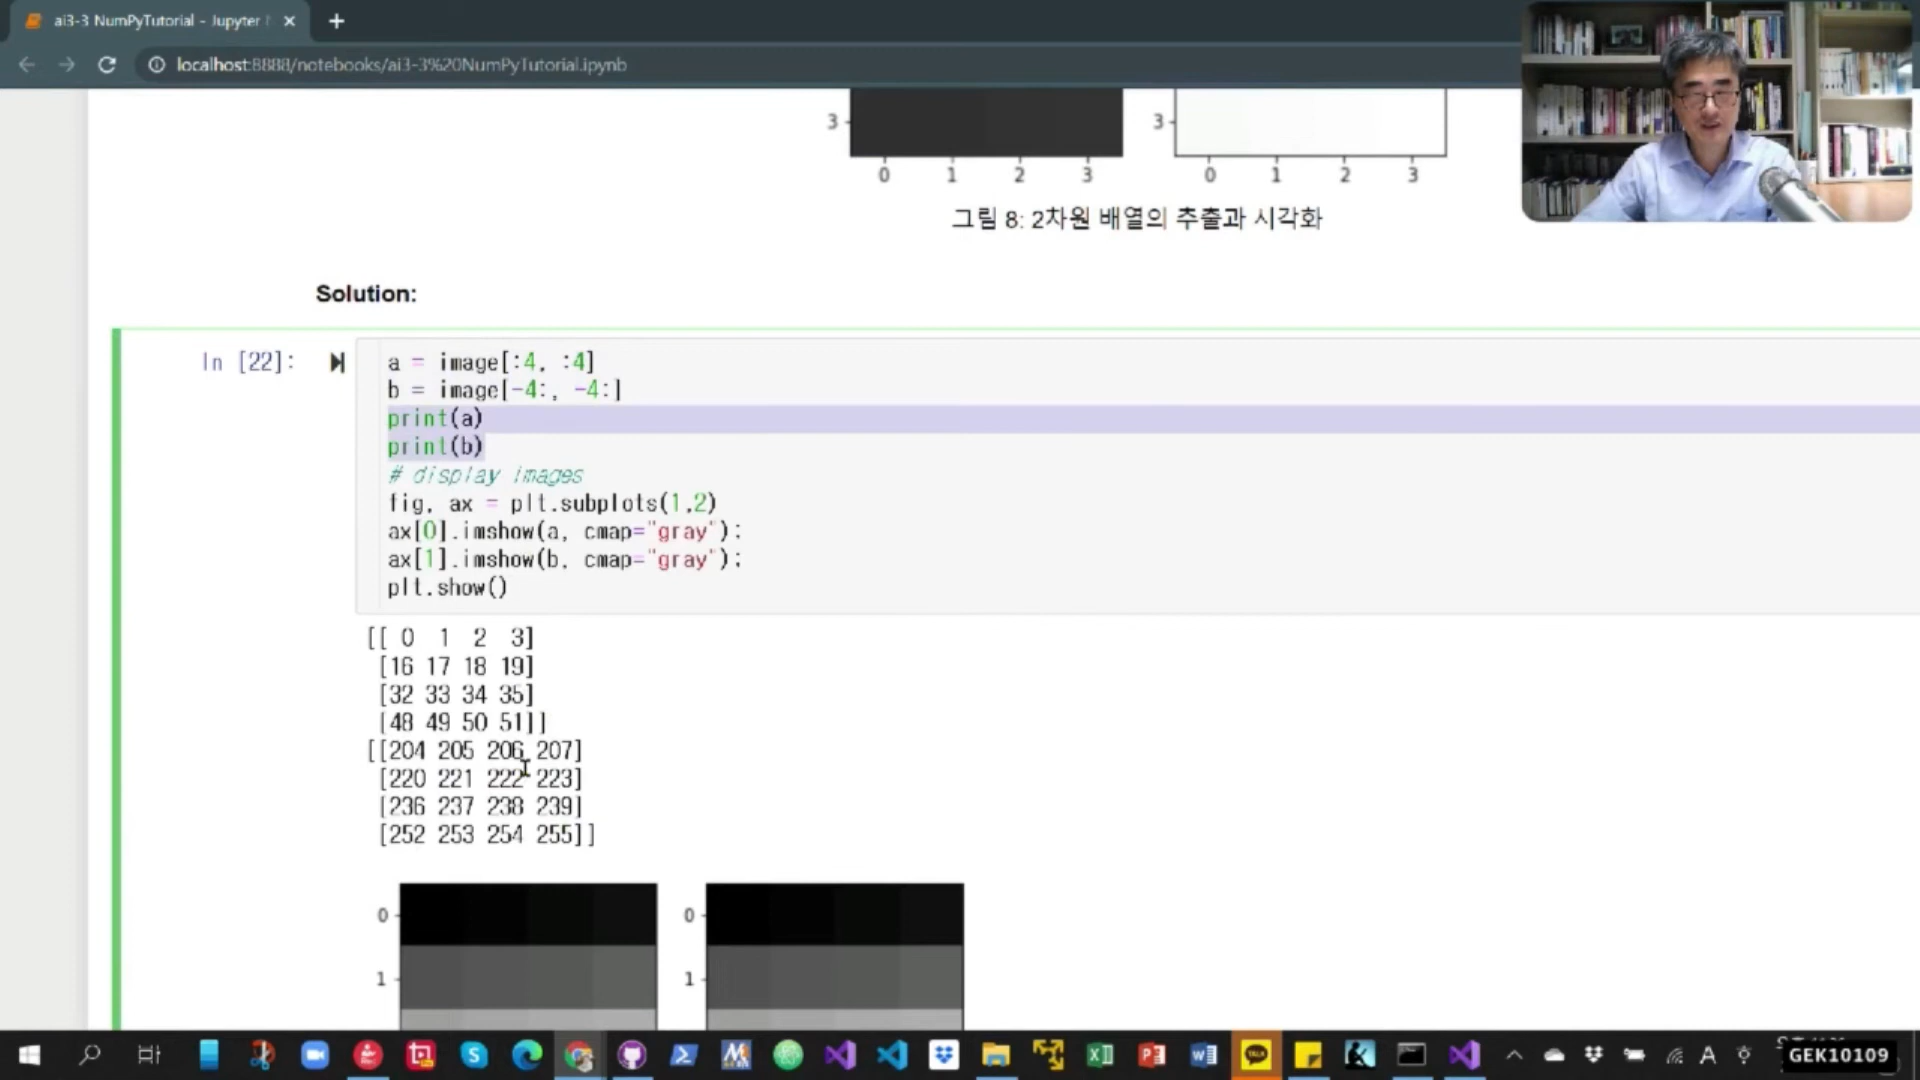 ai3-3 NumPyTutorial - Jupyter
localhost:8888/notebooks/ai3-3%20NumPyTutorial.ipynb
3 3
0 1 2 3 0 1 2 3
그림 8: 2차원 배열의 추출과 시각화
Solution:
In [22]:
a = image[:4, :4]
b = image[-4:, -4:]
print(a)
print(b)
# display images
fig, ax = plt.subplots(1,2)
ax[0].imshow(a, cmap="gray");
ax[1].imshow(b, cmap="gray");
plt.show()
[[ 0 1 2 3]
[16 17 18 19]
[32 33 34 35]
[48 49 50 51]]
[[204 205 206 207]
[220 221 222 223]
[236 237 238 239]
[252 253 254 255]]
0 0
1 1
TALK
A
GEK10109